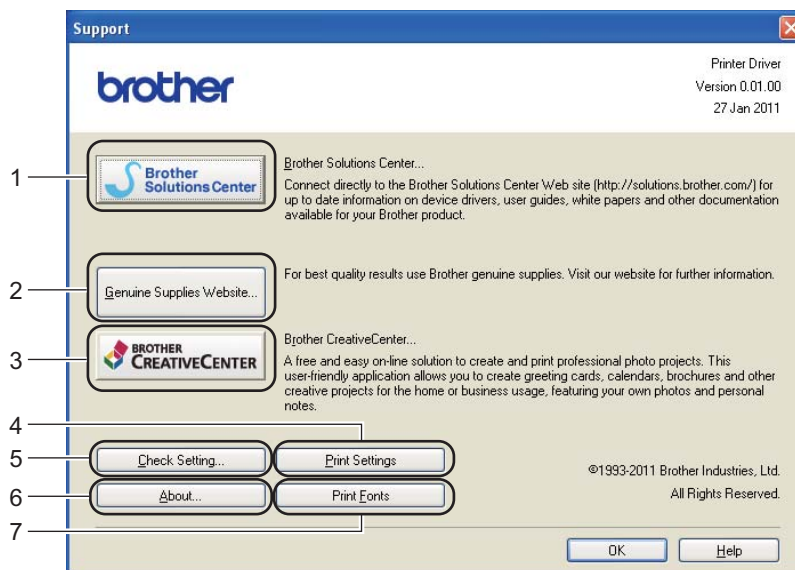 Support
brother
Printer Driver
Version 0.01.00
27 Jan 2011
1
Brother
Solutions Center
Brother Solutions Center...
Connect directly to the Brother Solutions Center Web site (http://solutions.brother.com/) for
up to date information on device drivers, user guides, white papers and other documentation
available for your Brother product.
2
Genuine Supplies Website...
For best quality results use Brother genuine supplies. Visit our website for further information.
3
BROTHER
CREATIVECENTER
Brother CreativeCenter...
A free and easy on-line solution to create and print professional photo projects. This
user-friendly application allows you to create greeting cards, calendars, brochures and other
creative projects for the home or business usage, featuring your own photos and personal
notes.
4
5
Check Setting...
Print Settings
©1993-2011 Brother Industries, Ltd.
6
About...
Print Fonts
All Rights Reserved.
7
OK
Help